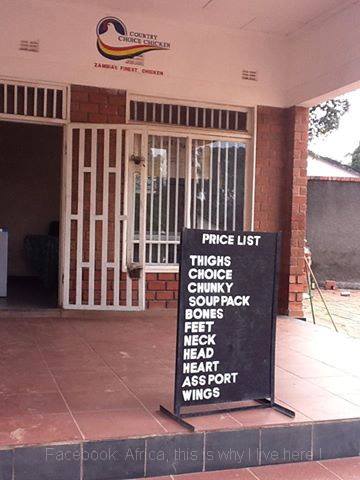 COUNTRY
CHOICE CHICKEN
ZAMBIA'S FINEST CHICKEN
PRICE LIST
THIGHS
CHOICE
CHUNKY
SOUP PACK
BONES
FEET
NECK
HEAD
HEART
ASS PORT
WINGS
Facebook: Africa, this is why I live here !